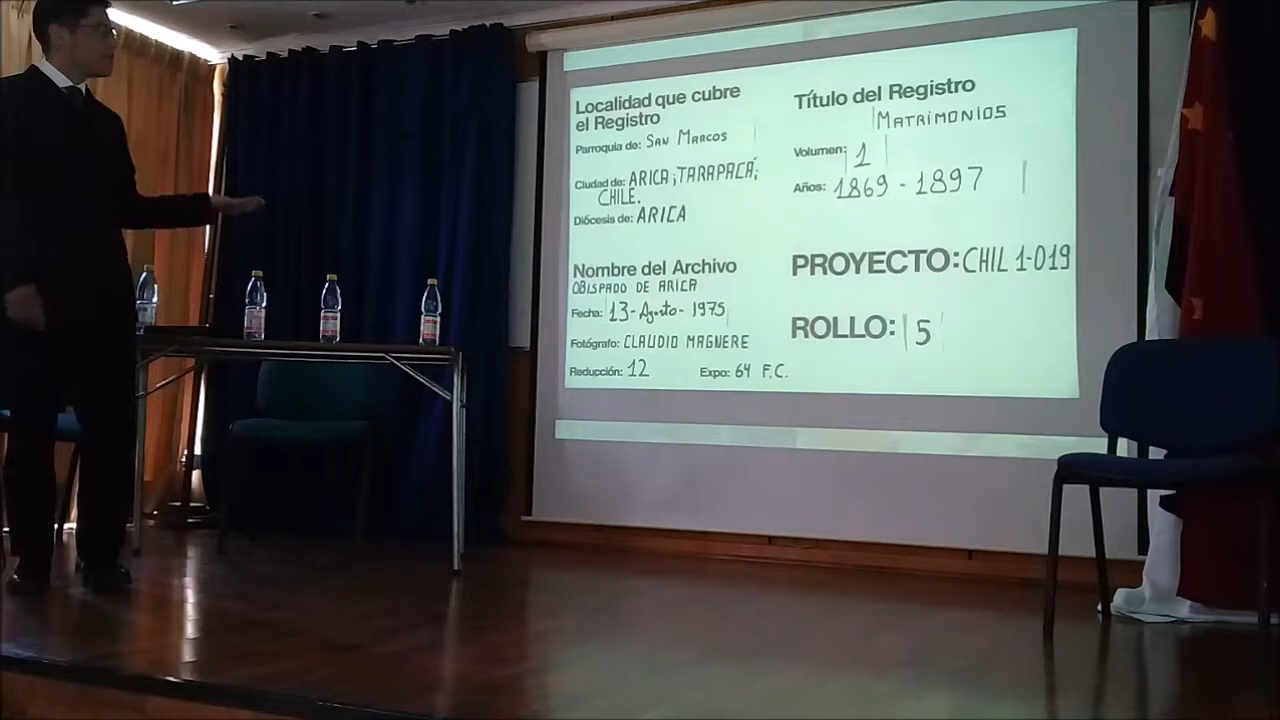 Localidad que cubre
el Registro
Parroquia de: SAN MARCOS
Ciudad de: ARICA; TARAPACÁ;
CHILE.
Diócesis de: ARICA
Nombre del Archivo
OBISPADO DE ARICA
Fecha: 13-Agosto-1975
Fotógrafo: CLAUDIO MAGNERE
Reducción: 12 Expo: 64 F.C.
Título del Registro
MATRIMONIOS
Volumen: 1
Años: 1869 - 1897
PROYECTO: CHIL 1-019
ROLLO: 5